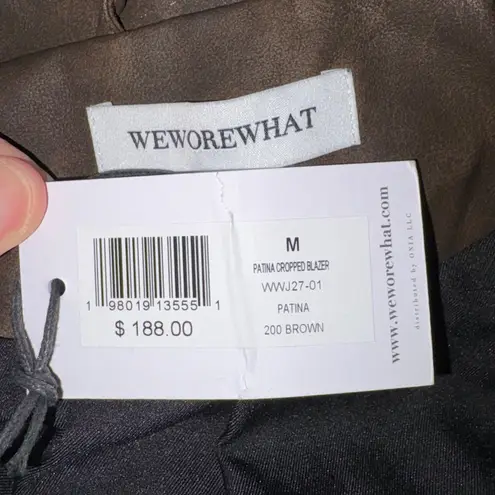 WEWOREWHAT
1 98019 13555 1
$ 188.00
M
PATINA CROPPED BLAZER
WWJ27-01
PATINA
200 BROWN
www.weworewhat.com
distributed by ONIA LLC